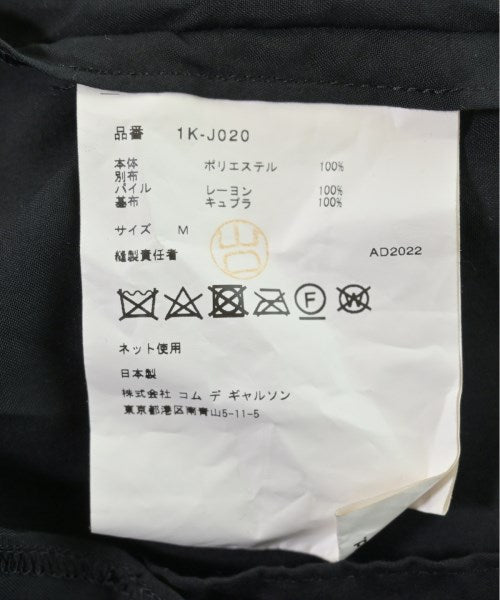 品番 1K-J020
本体 ポリエステル 100%
別布
パイル レーヨン 100%
基布 キュプラ 100%
サイズ M
縫製責任者 山口 AD2022
F W
ネット使用
日本製
株式会社 コム デ ギャルソン
東京都港区南青山5-11-5